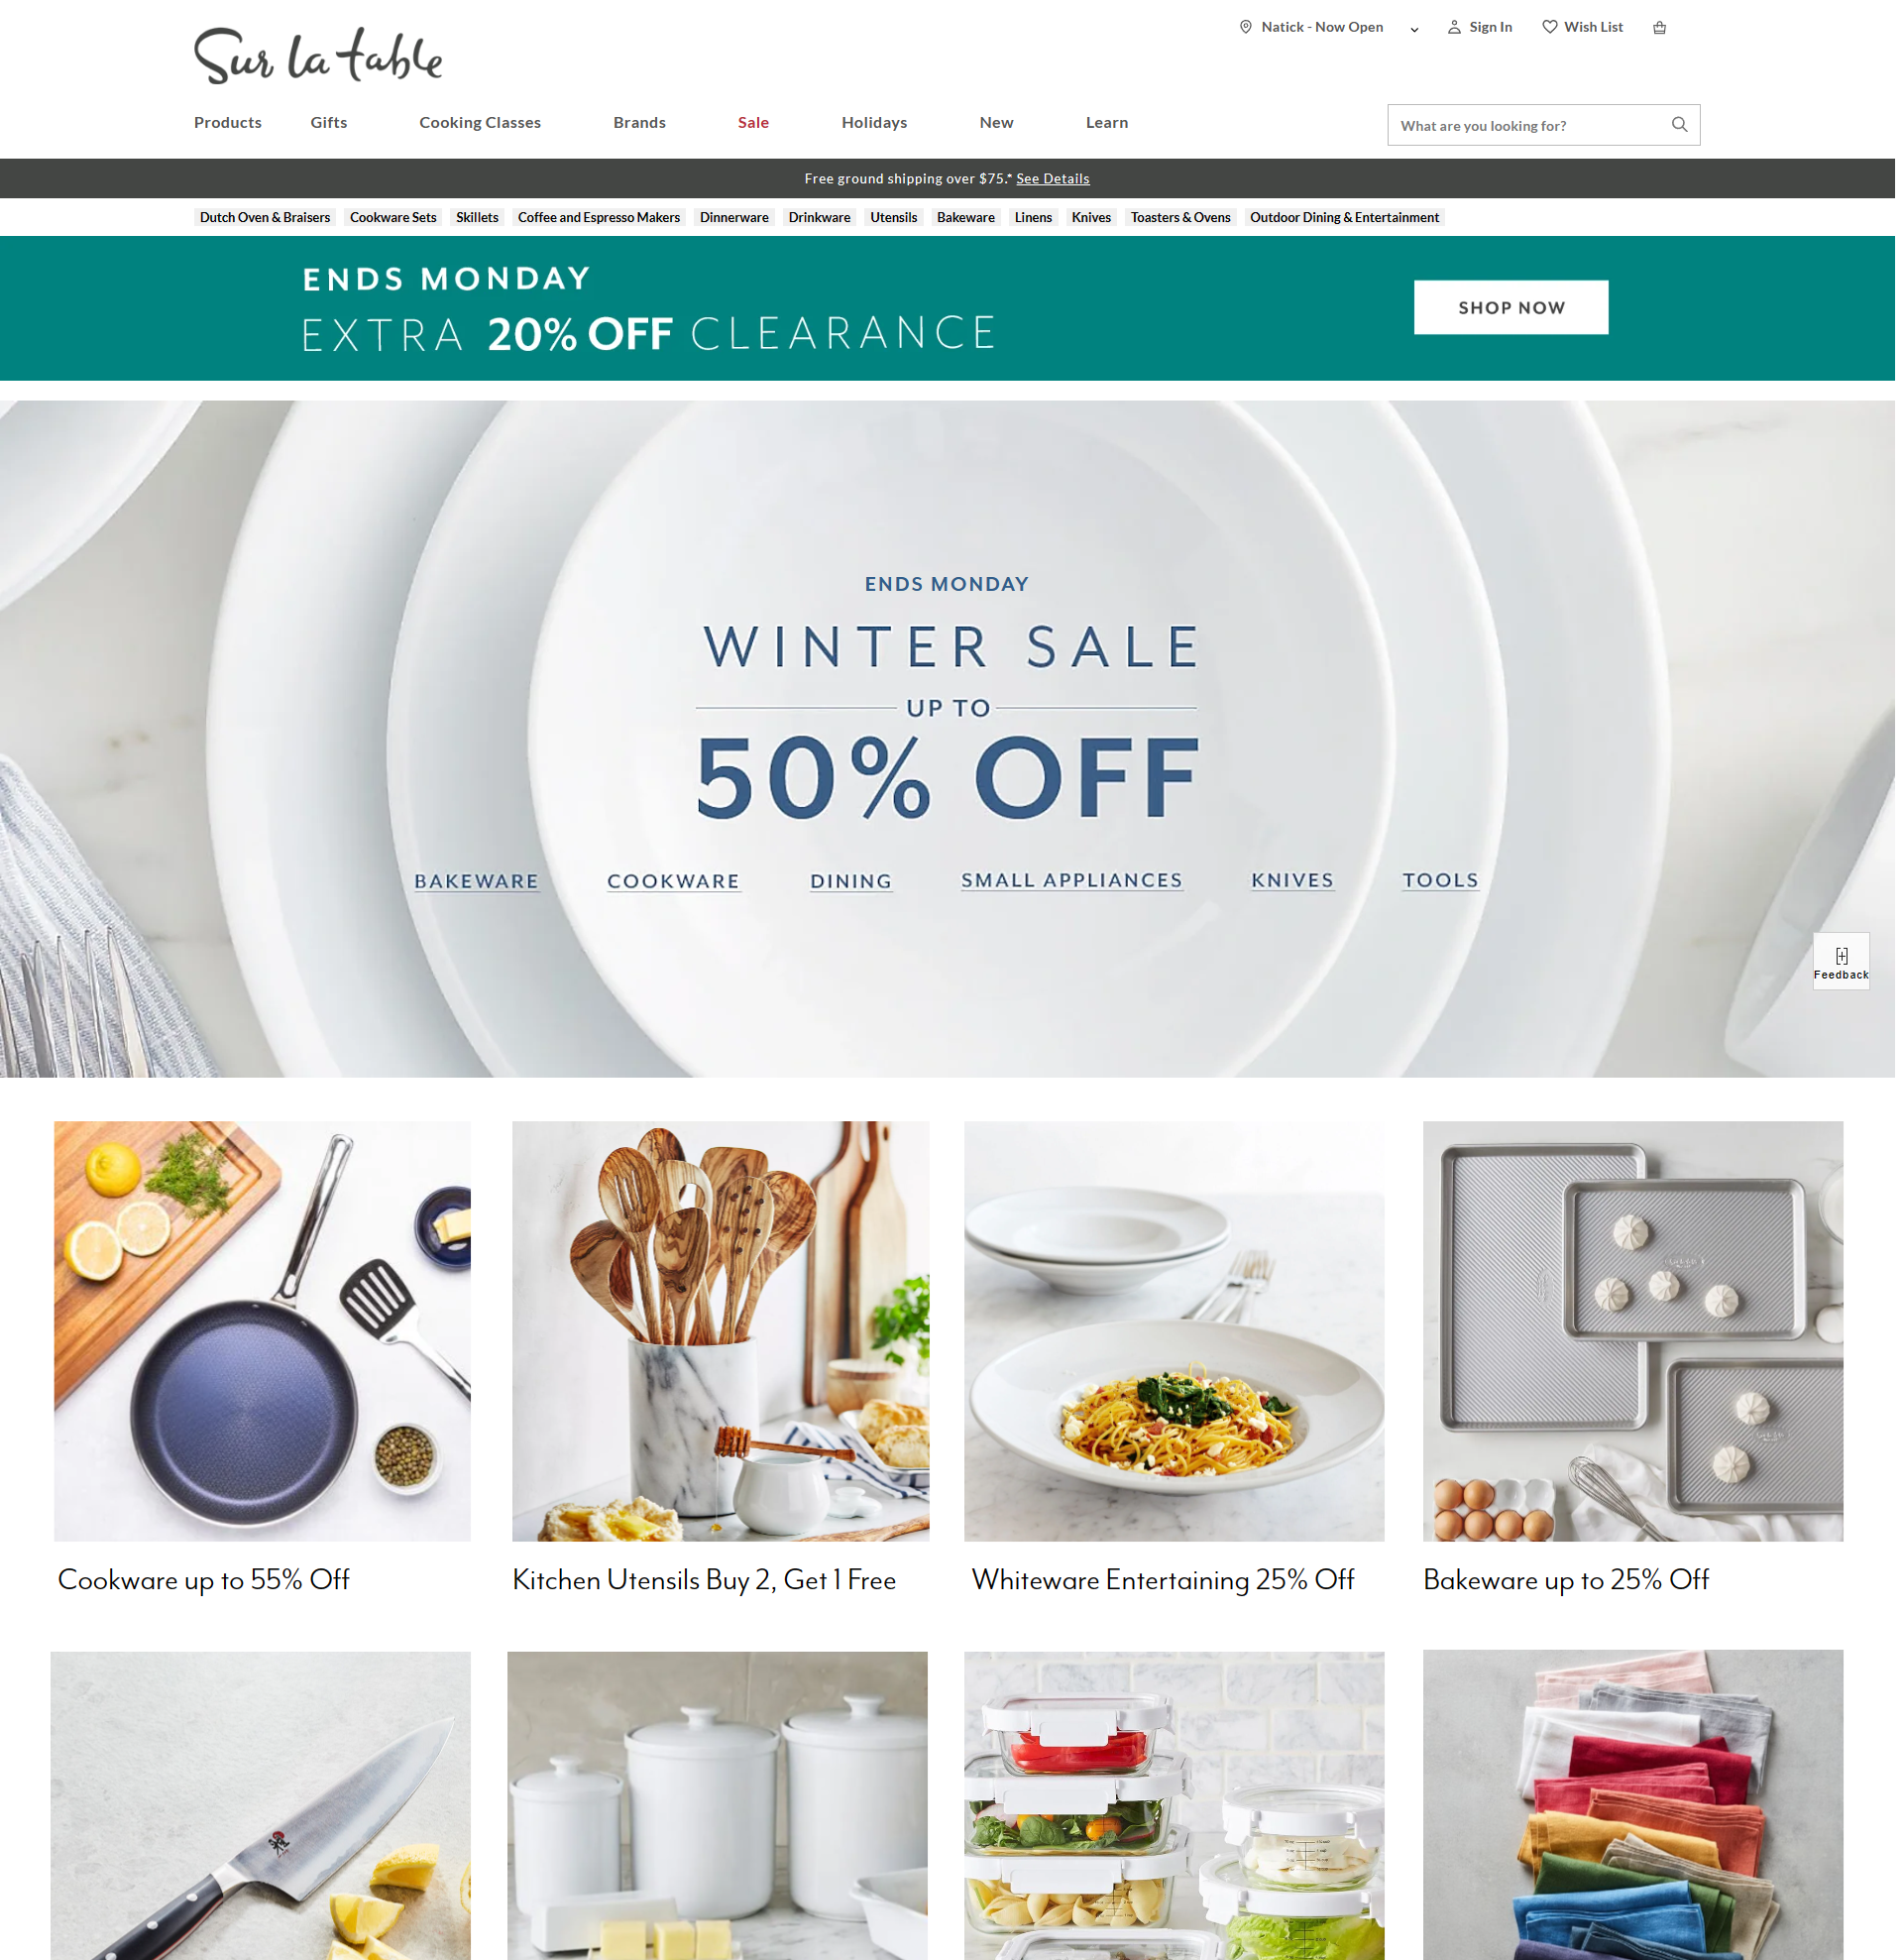 Sur la table
Natick - Now Open
Sign In
Wish List
Products Gifts Cooking Classes Brands Sale Holidays New Learn
What are you looking for?
Free ground shipping over $75.* See Details
Dutch Oven & Braisers Cookware Sets Skillets Coffee and Espresso Makers Dinnerware Drinkware Utensils Bakeware Linens Knives Toasters & Ovens Outdoor Dining & Entertainment
ENDS MONDAY
EXTRA 20% OFF CLEARANCE
SHOP NOW
ENDS MONDAY
WINTER SALE
UP TO
50% OFF
BAKEWARE COOKWARE DINING SMALL APPLIANCES KNIVES TOOLS
Feedback
Cookware up to 55% Off
Kitchen Utensils Buy 2, Get 1 Free
Whiteware Entertaining 25% Off
Bakeware up to 25% Off